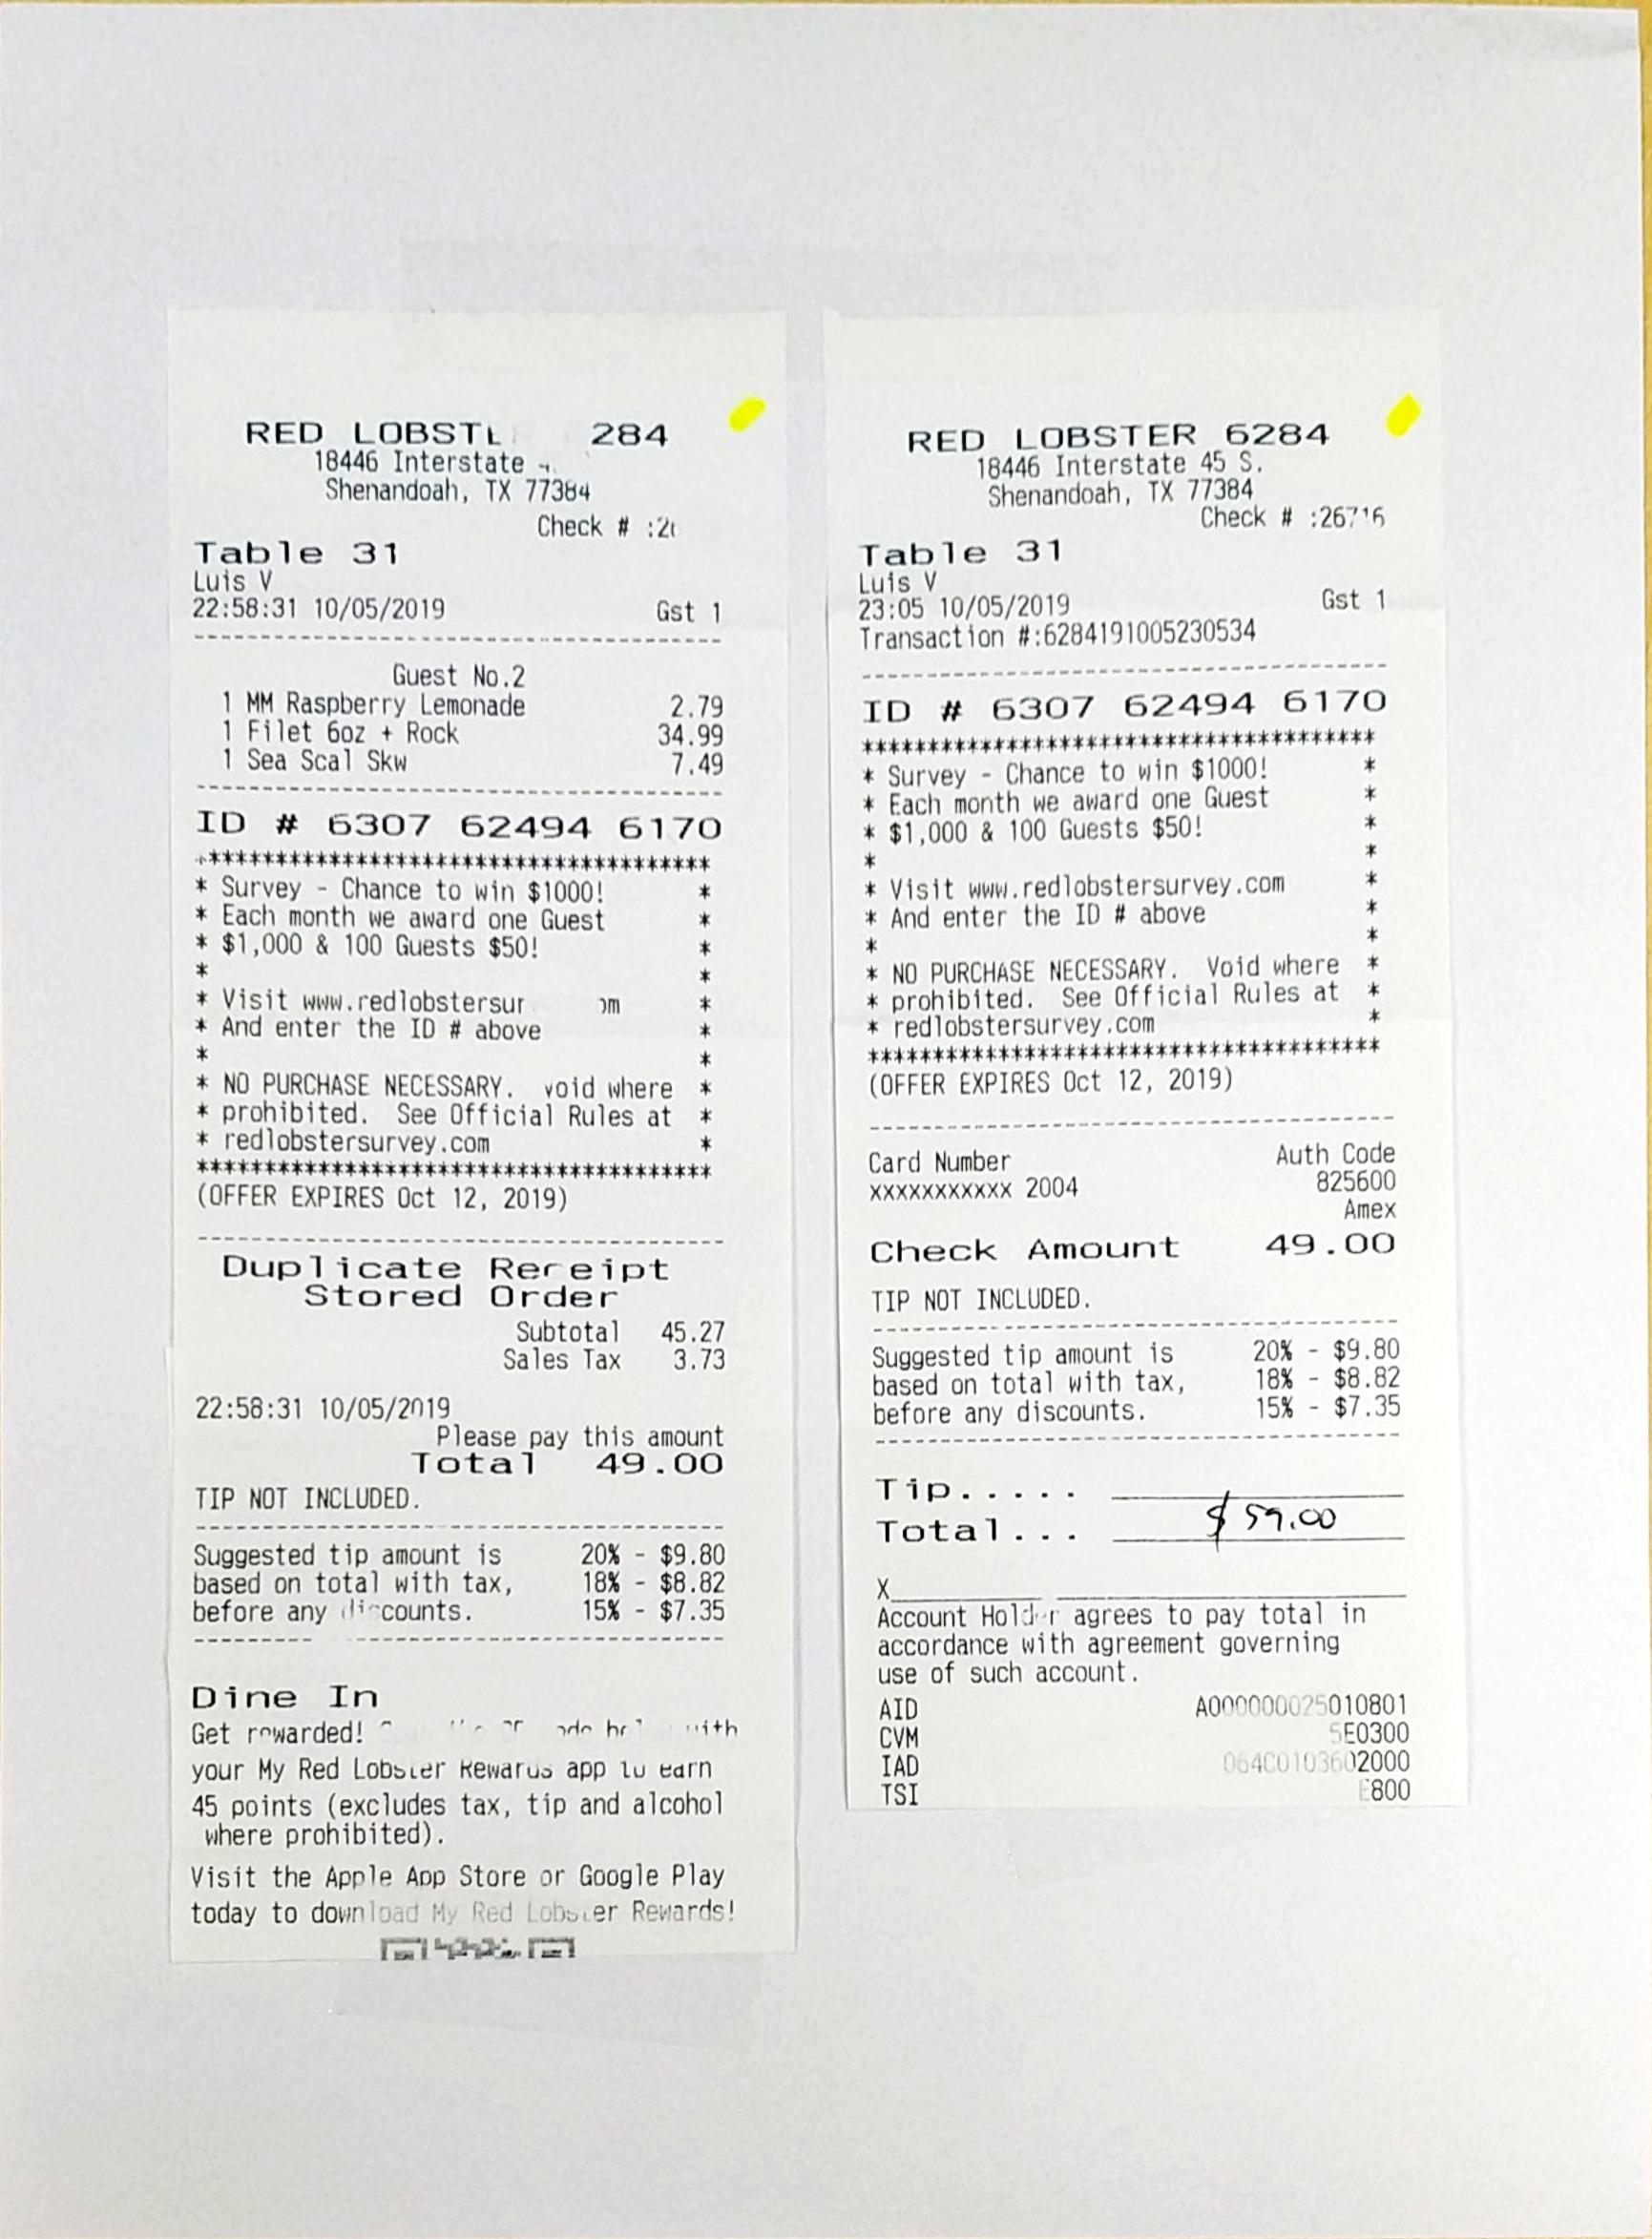 RED LOBST 284
18446 Interstate
Shenandoah, TX 77384
Check # :2
Table 31
Luis V
22:58:31 10/05/2019 Gst 1
Guest No.2
1 MM Raspberry Lemonade 2.79
1 Filet 6oz + Rock 34.99
1 Sea Scal Skw 7.49
ID # 6307 62494 6170
***************************************
* Survey - Chance to win $1000! *
* Each month we award one Guest *
* $1,000 & 100 Guests $50! *
* *
* Visit www.redlobstersur om *
* And enter the ID # above *
* *
* NO PURCHASE NECESSARY. Void where *
* prohibited. See Official Rules at *
* redlobstersurvey.com *
***************************************
(OFFER EXPIRES Oct 12, 2019)
Duplicate Receipt
Stored Order
Subtotal 45.27
Sales Tax 3.73
22:58:31 10/05/2019
Please pay this amount
Total 49.00
TIP NOT INCLUDED.
Suggested tip amount is 20% - $9.80
based on total with tax, 18% - $8.82
before any discounts. 15% - $7.35
Dine In
Get rewarded! with
your My Red Lobster Rewards app to earn
45 points (excludes tax, tip and alcohol
where prohibited).
Visit the Apple App Store or Google Play
today to download My Red Lobster Rewards!
RED LOBSTER 6284
18446 Interstate 45 S.
Shenandoah, TX 77384
Check # :26716
Table 31
Luis V
23:05 10/05/2019 Gst 1
Transaction #:6284191005230534
ID # 6307 62494 6170
***************************************
* Survey - Chance to win $1000! *
* Each month we award one Guest *
* $1,000 & 100 Guests $50! *
* *
* Visit www.redlobstersurvey.com *
* And enter the ID # above *
* *
* NO PURCHASE NECESSARY. Void where *
* prohibited. See Official Rules at *
* redlobstersurvey.com *
***************************************
(OFFER EXPIRES Oct 12, 2019)
Card Number Auth Code
XXXXXXXXXXX 2004 825600
Amex
Check Amount 49.00
TIP NOT INCLUDED.
Suggested tip amount is 20% - $9.80
based on total with tax, 18% - $8.82
before any discounts. 15% - $7.35
Tip.....
Total... $ 59.00
X
Account Holder agrees to pay total in
accordance with agreement governing
use of such account.
AID A000000025010801
CVM 5E0300
IAD 064C0103602000
TSI E800